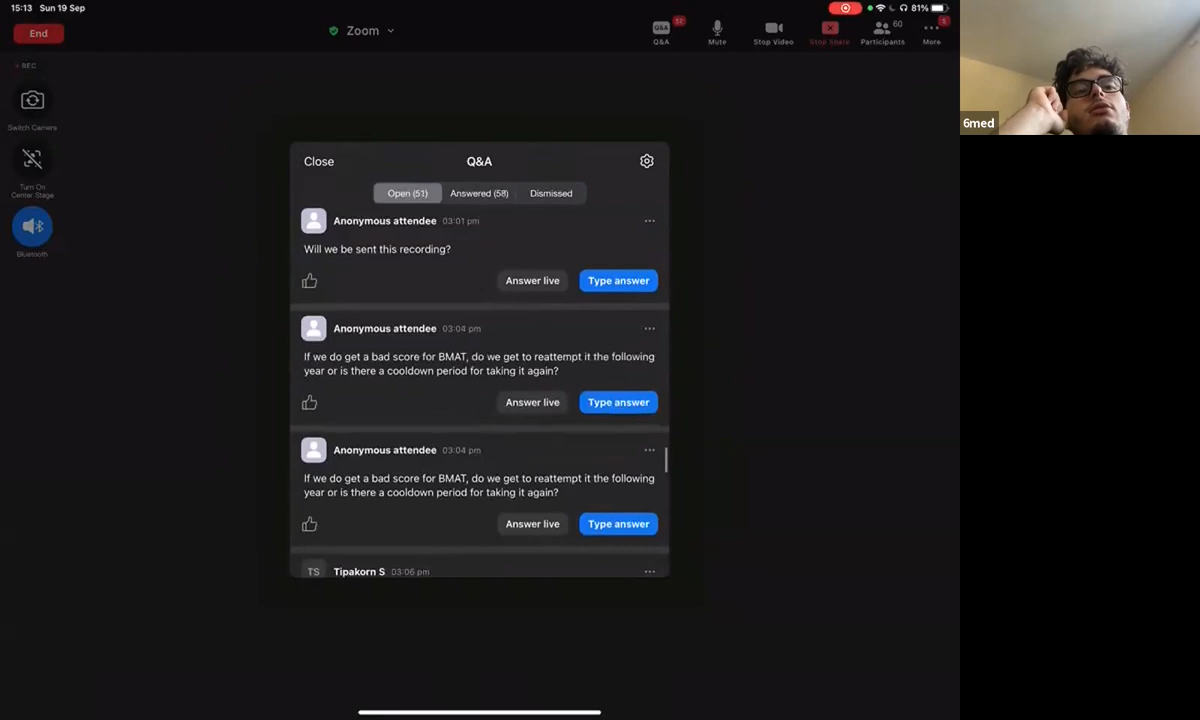 15:13 Sun 19 Sep
81%
End
Zoom
Q&A
52
Q&A
Mute
Stop Video
Stop Share
60
Participants
5
More
REC
Switch Camera
Turn On
Center Stage
Bluetooth
6med
Close
Q&A
Open (51)
Answered (58)
Dismissed
Anonymous attendee 03:01 pm
Will we be sent this recording?
Answer live
Type answer
Anonymous attendee 03:04 pm
If we do get a bad score for BMAT, do we get to reattempt it the following
year or is there a cooldown period for taking it again?
Answer live
Type answer
Anonymous attendee 03:04 pm
If we do get a bad score for BMAT, do we get to reattempt it the following
year or is there a cooldown period for taking it again?
Answer live
Type answer
TS
Tipakorn S 03:06 pm